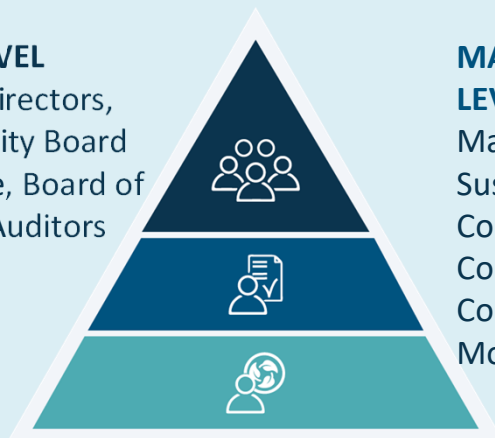 VEL
irectors,
ity Board
e, Board of
Auditors
MA
LEV
Ma
Sus
Co
Co
Co
Mo